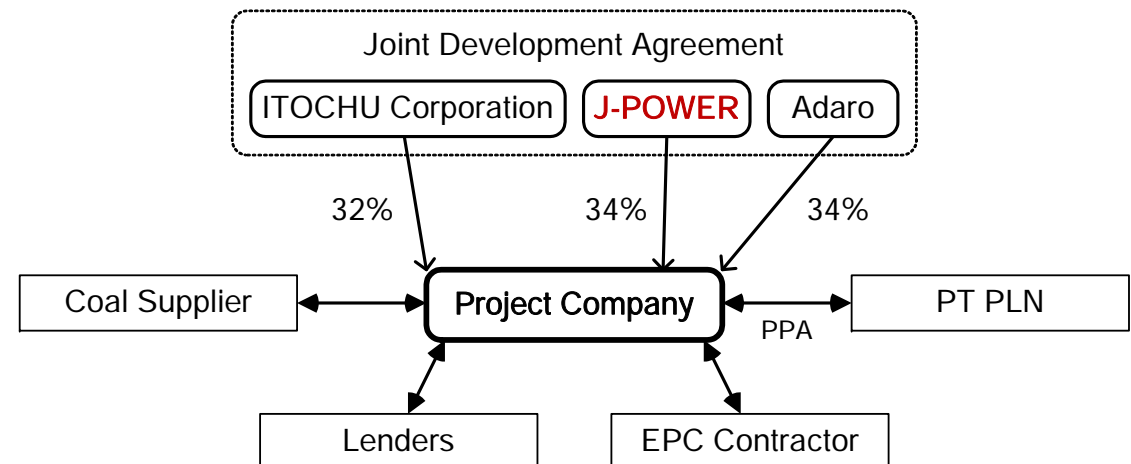 Joint Development Agreement
ITOCHU Corporation
J-POWER
Adaro
32%
34%
34%
Coal Supplier
Project Company
PT PLN
PPA
Lenders
EPC Contractor